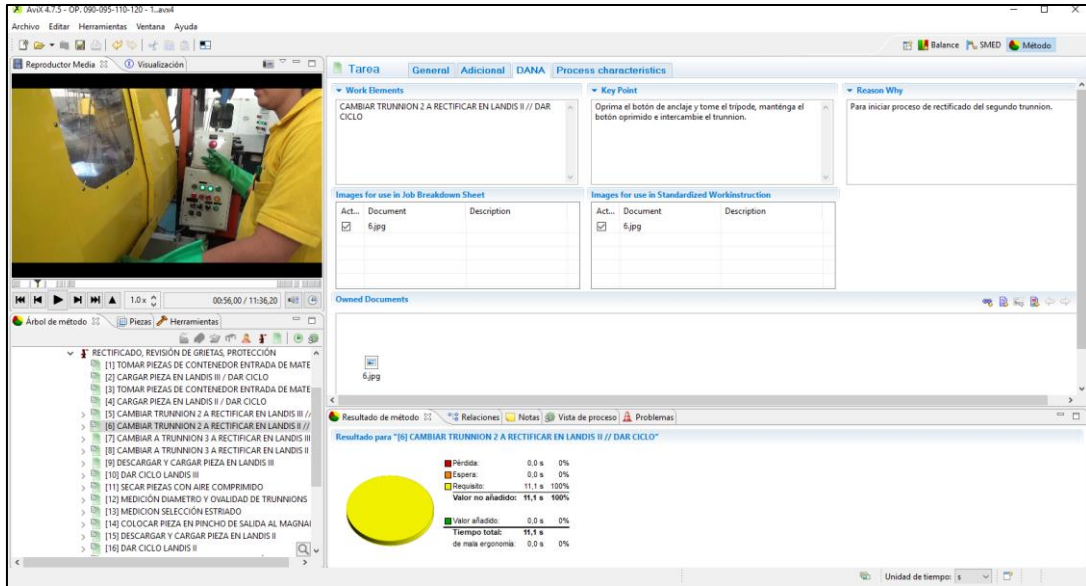 AviX 4.7.5 - OP. 090-095-110-120 - 1..avx4
Archivo Editar Herramientas Ventana Ayuda
Balance SMED Método
Reproductor Media Visualización
Tarea General Adicional DANA Process characteristics
Work Elements
CAMBIAR TRUNNION 2 A RECTIFICAR EN LANDIS II // DAR
CICLO
Key Point
Oprima el botón de anclaje y tome el trípode, manténga el
botón oprimido e intercambie el trunnion.
Reason Why
Para iniciar proceso de rectificado del segundo trunnion.
Images for use in Job Breakdown Sheet
Act... Document Description
6.jpg
Images for use in Standardized Workinstruction
Act... Document Description
6.jpg
1.0 x 00:56,00 / 11:36,20
Owned Documents
6.jpg
Árbol de método Piezas Herramientas
RECTIFICADO, REVISIÓN DE GRIETAS, PROTECCIÓN
[1] TOMAR PIEZAS DE CONTENEDOR ENTRADA DE MATE
[2] CARGAR PIEZA EN LANDIS III / DAR CICLO
[3] TOMAR PIEZAS DE CONTENEDOR ENTRADA DE MATE
[4] CARGAR PIEZA EN LANDIS II / DAR CICLO
[5] CAMBIAR TRUNNION 2 A RECTIFICAR EN LANDIS III //
[6] CAMBIAR TRUNNION 2 A RECTIFICAR EN LANDIS II //
[7] CAMBIAR A TRUNNION 3 A RECTIFICAR EN LANDIS III
[8] CAMBIAR A TRUNNION 3 A RECTIFICAR EN LANDIS II
[9] DESCARGAR Y CARGAR PIEZA EN LANDIS III
[10] DAR CICLO LANDIS III
[11] SECAR PIEZAS CON AIRE COMPRIMIDO
[12] MEDICIÓN DIAMETRO Y OVALIDAD DE TRUNNIONS
[13] MEDICION SELECCIÓN ESTRIADO
[14] COLOCAR PIEZA EN PINCHO DE SALIDA AL MAGNA
[15] DESCARGAR Y CARGAR PIEZA EN LANDIS II
[16] DAR CICLO LANDIS II
Resultado de método Relaciones Notas Vista de proceso Problemas
Resultado para "[6] CAMBIAR TRUNNION 2 A RECTIFICAR EN LANDIS II // DAR CICLO"
Pérdida: 0,0 s 0%
Espera: 0,0 s 0%
Requisito: 11,1 s 100%
Valor no añadido: 11,1 s 100%
Valor añadido: 0,0 s 0%
Tiempo total: 11,1 s
de mala ergonomía: 0,0 s 0%
Unidad de tiempo: s